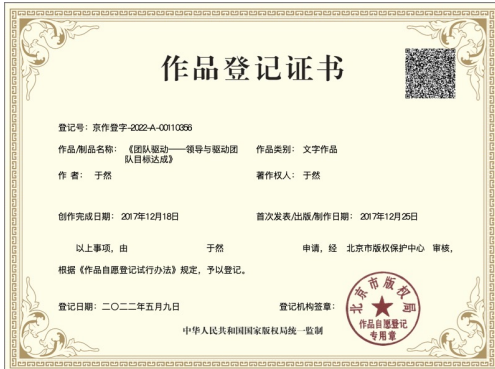 作品登记证书
登记号：京作登字-2022-A-00110356
作品/制品名称：《团队驱动——领导与驱动团队目标达成》 作品类别：文字作品
作 者：于然 著作权人：于然
创作完成日期：2017年12月18日 首次发表/出版/制作日期：2017年12月25日
以上事项，由 于然 申请，经 北京市版权保护中心 审核，
根据《作品自愿登记试行办法》规定，予以登记。
登记日期：二〇二二年五月九日 登记机构签章：
北京市版权局
作品自愿登记
专用章
中华人民共和国国家版权局统一监制